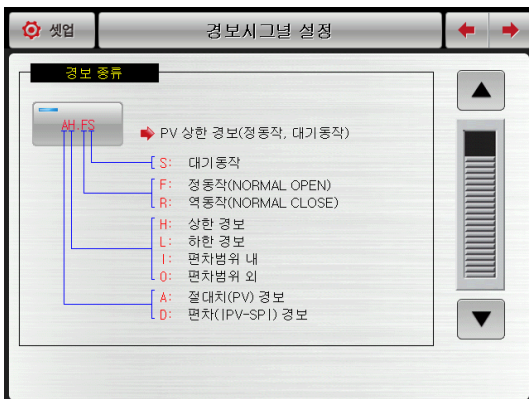 셋업
경보시그널 설정
경보 종류
AH.FS
PV 상한 경보(정동작, 대기동작)
S: 대기동작
F: 정동작(NORMAL OPEN)
R: 역동작(NORMAL CLOSE)
H: 상한 경보
L: 하한 경보
I: 편차범위 내
O: 편차범위 외
A: 절대치(PV) 경보
D: 편차(|PV-SP|) 경보